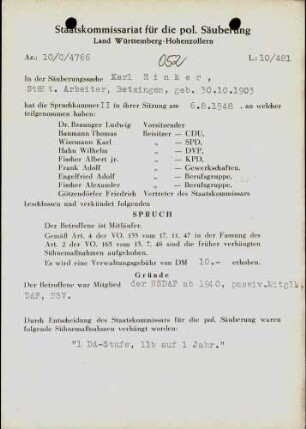 Staatskommissariat für die pol. Säuberung
Land Württemberg-Hohenzollern
Az.: 10/C/4766 052 L: 10/481
In der Säuberungssache Karl Rinker,
Arbeiter, Betzingen, geb. 30.10.1903
hat die Spruchkammer II in ihrer Sitzung am 6.8.1948, an welcher
teilgenommen haben:
Dr. Ludwig Vorsitzender
Baumann Thomas Beisitzer — CDU,
Wizemann Karl „ — SPD,
Hahn Wilhelm „ — DVP,
Fischer Albert jr. „ — KPD,
Frank Adolf „ — Gewerkschaften,
Engelfried Adolf „ — Berufsgruppe,
Fischer Alexander „ — Berufsgruppe,
Götzendörfer Friedrich Vertreter des Staatskommissars
beschlossen und verkündet folgenden
SPRUCH
Der Betroffene ist Mitläufer.
Gemäß Art. 4 der VO. 133 vom 17. 11. 47 in der Fassung des
Art. 2 der VO. 165 vom 13. 7. 48 sind die früher verhängten
Sühnemaßnahmen aufgehoben.
Es wird eine Verwaltungsgebühr von DM 10.- erhoben.
Gründe
Der Betroffene war Mitglied der NSDAP ab 1940, passiv.Mitglk.
DAF, NSV.
Durch Entscheidung des Staatskommissars für die pol. Säuberung waren
folgende Sühnemaßnahmen verhängt worden:
"1 DA-Stufe, 11b auf 1 Jahr."